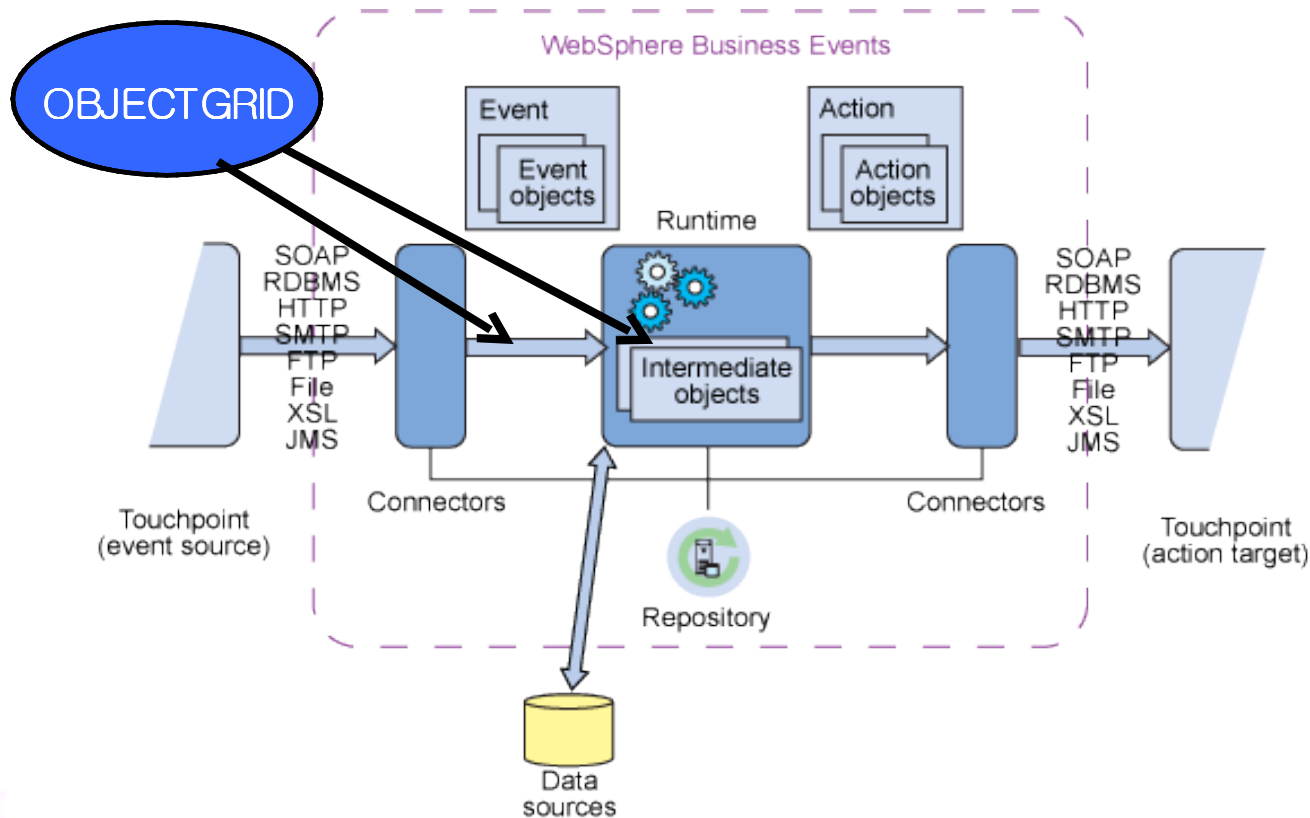 WebSphere Business Events
OBJECTGRID
Event
Event
objects
Action
Action
objects
Runtime
SOAP
RDBMS
HTTP
SMTP
FTP
File
XSL
JMS
Intermediate
objects
SOAP
RDBMS
HTTP
SMTP
FTP
File
XSL
JMS
Touchpoint
(event source)
Connectors
Connectors
Touchpoint
(action target)
Repository
Data
sources